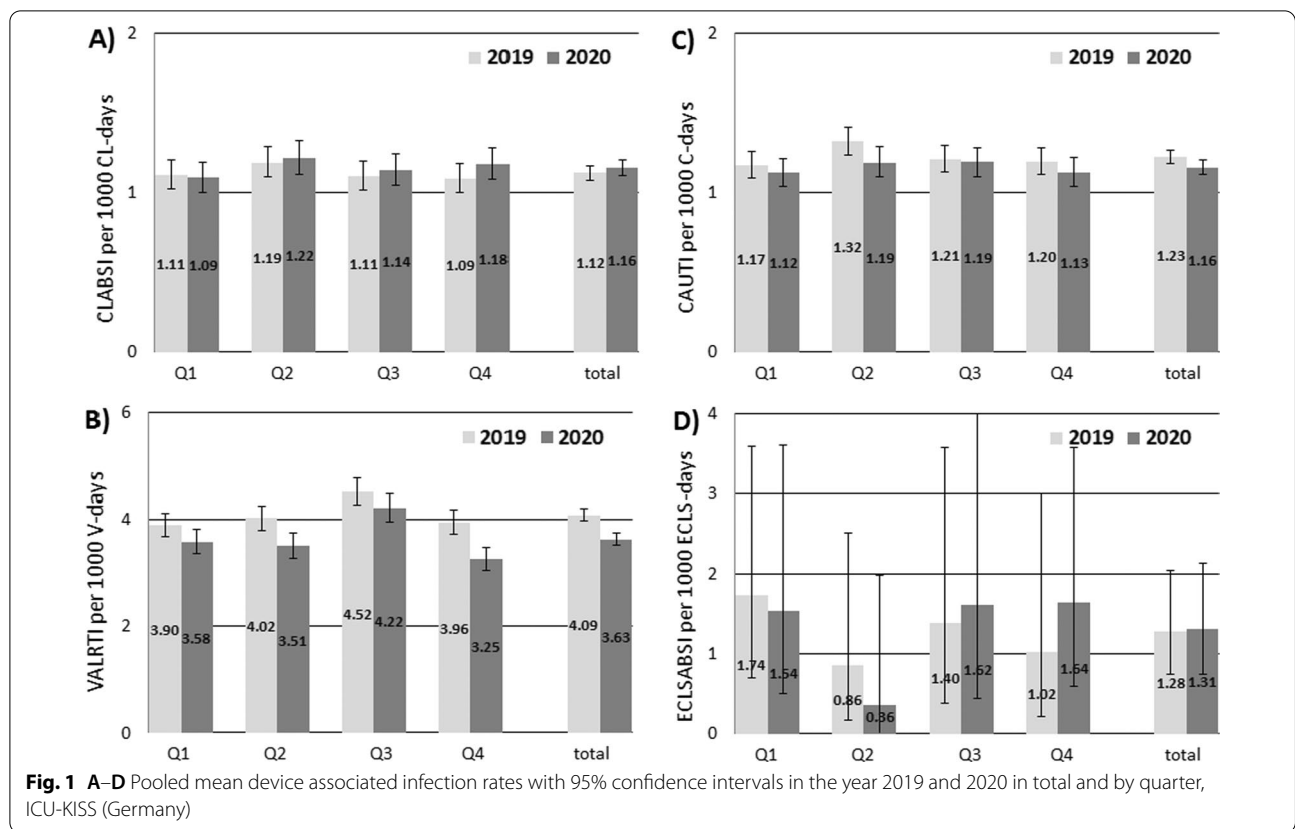 A)
2019 2020
CLABSI per 1000 CL-days
2
1
0
1.11 1.09 1.19 1.22 1.11 1.14 1.09 1.18 1.12 1.16
Q1 Q2 Q3 Q4 total
C)
2019 2020
CAUTI per 1000 C-days
2
1
0
1.17 1.12 1.32 1.19 1.21 1.19 1.20 1.13 1.23 1.16
Q1 Q2 Q3 Q4 total
B)
2019 2020
VALRTI per 1000 V-days
6
4
2
0
3.90 3.58 4.02 3.51 4.52 4.22 3.96 3.25 4.09 3.63
Q1 Q2 Q3 Q4 total
D)
2019 2020
ECLSABSI per 1000 ECLS-days
4
3
2
1
0
1.74 1.54 0.86 0.36 1.40 1.62 1.02 1.64 1.28 1.31
Q1 Q2 Q3 Q4 total
Fig. 1 A–D Pooled mean device associated infection rates with 95% confidence intervals in the year 2019 and 2020 in total and by quarter,
ICU-KISS (Germany)